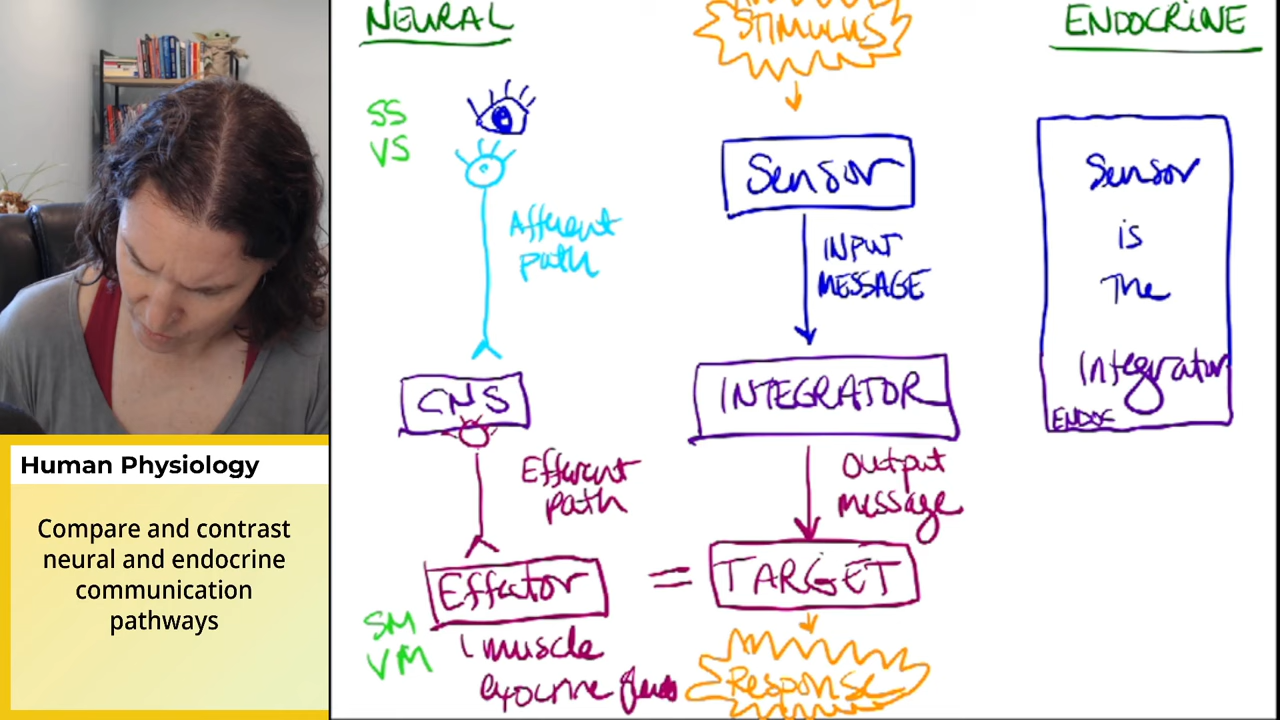 NEURAL
STIMULUS
ENDOCRINE
SS
VS
Sensor
Afferent
path
INPUT
MESSAGE
Sensor
is
The
Integrator
CNS
INTEGRATOR
Efferent
path
Output
message
Effector
=
TARGET
SM
VM
muscle
exocrine glands
Response
Human Physiology
Compare and contrast
neural and endocrine
communication
pathways